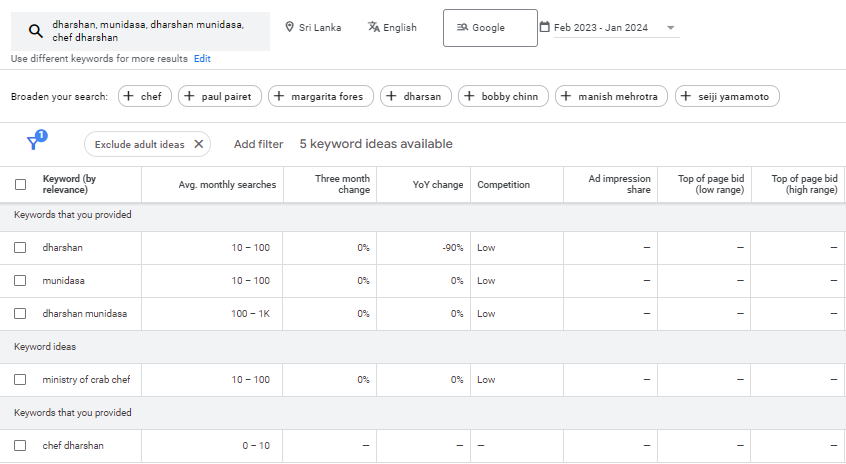 dharshan, munidasa, dharshan munidasa,
chef dharshan
Sri Lanka
English
Google
Feb 2023 - Jan 2024
Use different keywords for more results Edit
Broaden your search: + chef + paul pairet + margarita fores + dharsan + bobby chinn + manish mehrotra + seiji yamamoto
1
Exclude adult ideas Add filter 5 keyword ideas available
Keyword (by relevance) Avg. monthly searches Three month change YoY change Competition Ad impression share Top of page bid (low range) Top of page bid (high range)
Keywords that you provided
dharshan 10 – 100 0% -90% Low – – –
munidasa 10 – 100 0% 0% Low – – –
dharshan munidasa 100 – 1K 0% 0% Low – – –
Keyword ideas
ministry of crab chef 10 – 100 0% 0% Low – – –
Keywords that you provided
chef dharshan 0 – 10 – – – – – –